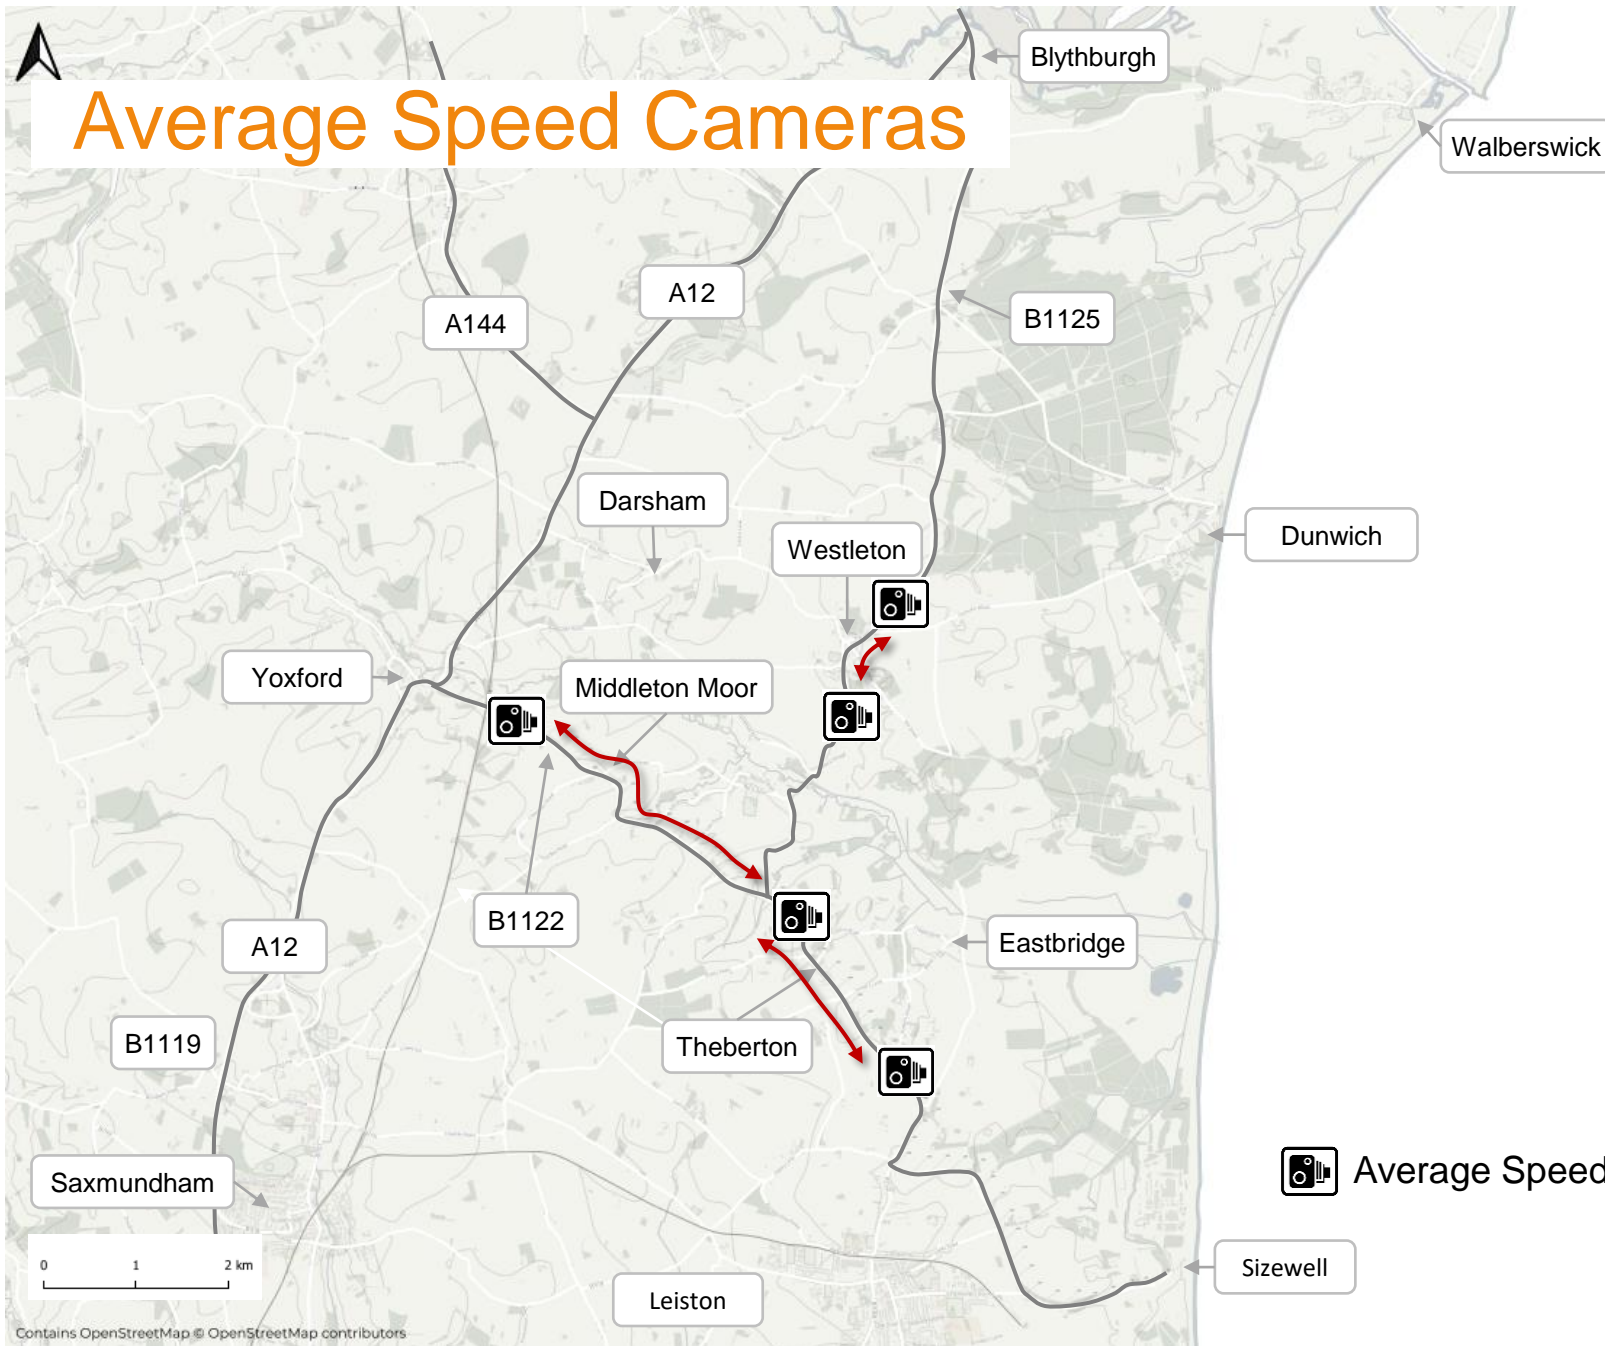 Blythburgh
Average Speed Cameras
Walberswick
A12
A144
B1125
Darsham
Dunwich
Westleton
Yoxford
Middleton Moor
B1122
A12
Eastbridge
B1119
Theberton
Saxmundham
Average Speed
Sizewell
0 1 2 km
Leiston
Contains OpenStreetMap © OpenStreetMap contributors